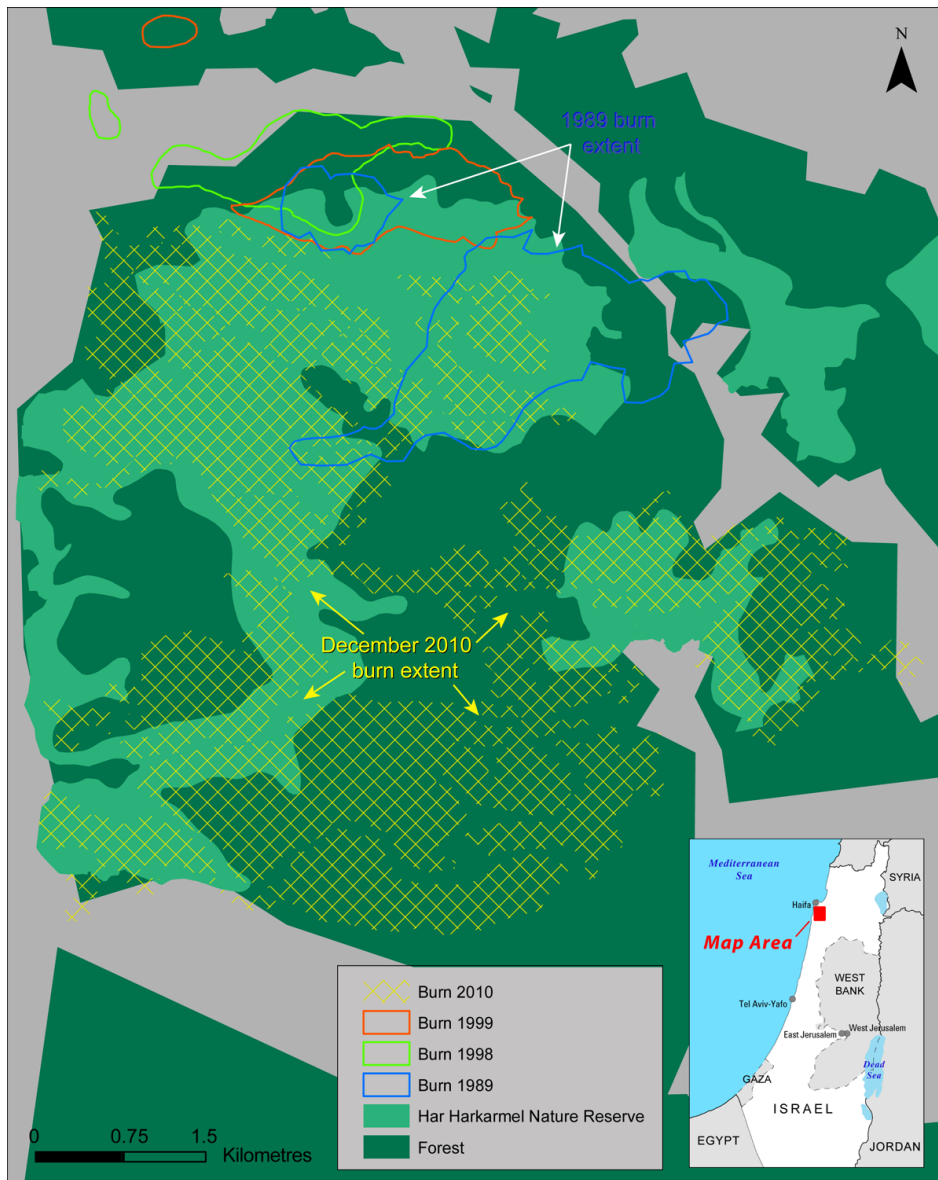 N
1989 burn
extent
December 2010
burn extent
Mediterranean
Sea
SYRIA
Haifa
Map Area
WEST
BANK
Tel Aviv-Yafo
East Jerusalem
West Jerusalem
Dead
Sea
GAZA
ISRAEL
EGYPT
JORDAN
Burn 2010
Burn 1999
Burn 1998
Burn 1989
Har Harkarmel Nature Reserve
Forest
0 0.75 1.5
Kilometres